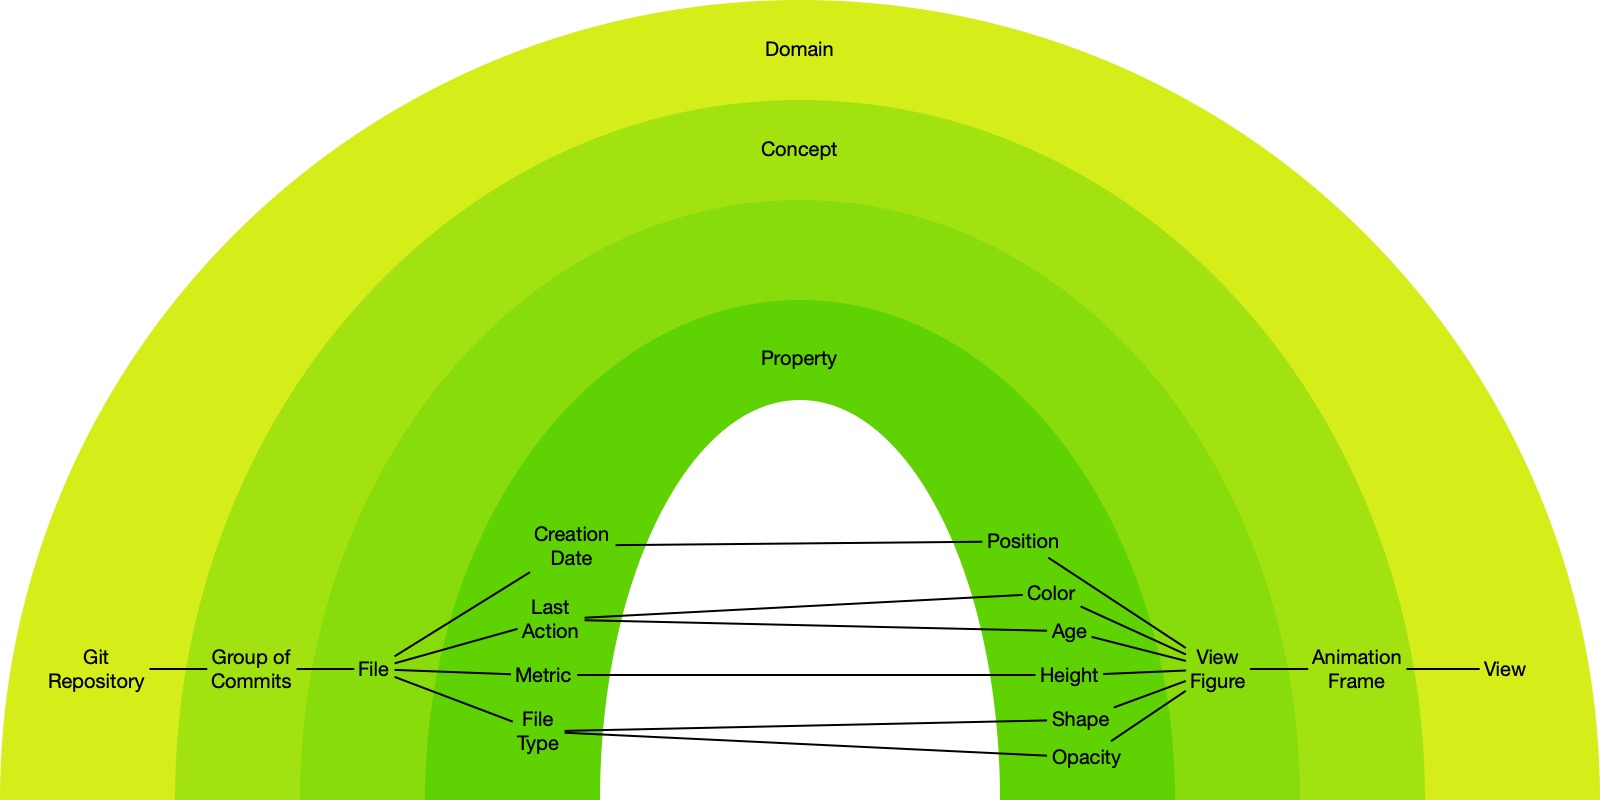 Domain
Concept
Property
Creation
Date
Position
Last
Action
Color
Age
Git
Repository
Group of
Commits
File
Metric
Height
View
Figure
Animation
Frame
View
File
Type
Shape
Opacity